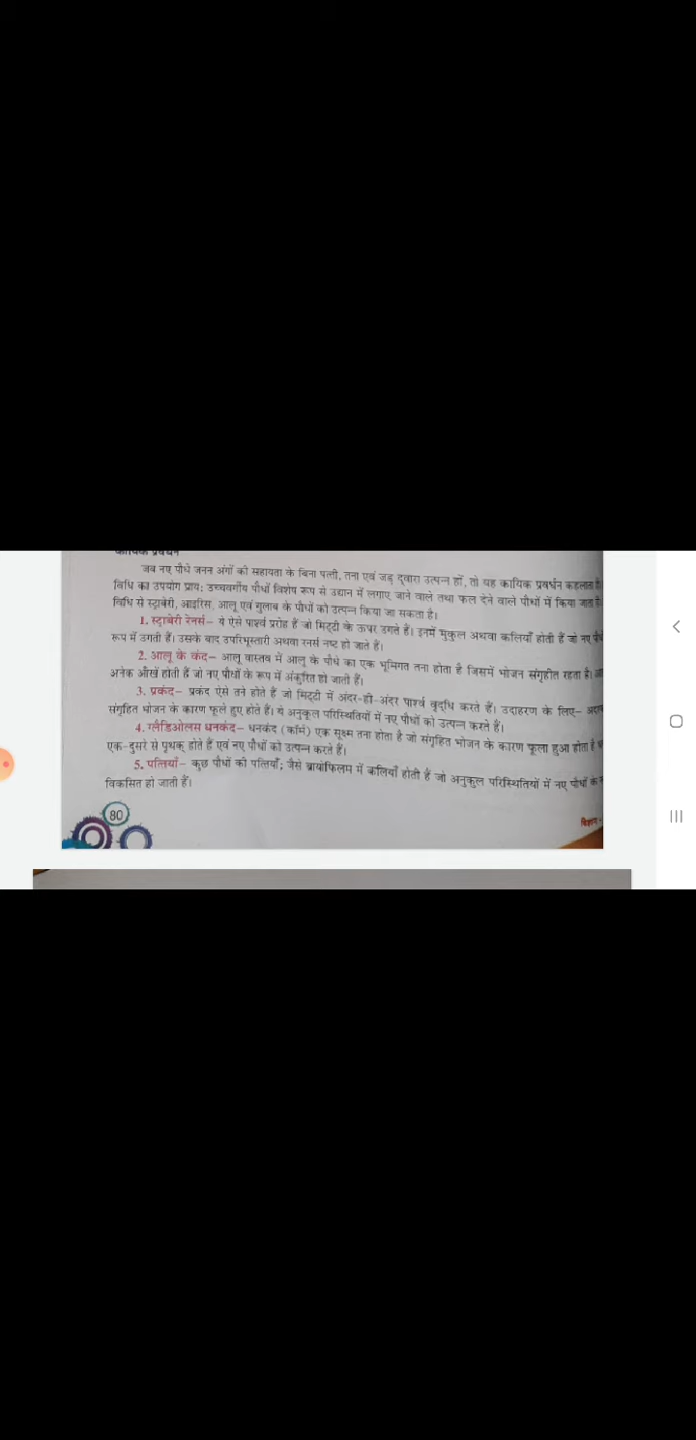 कायिक प्रवर्धन
जब नए पौधे जनन अंगों की सहायता के बिना पत्ती, तना एवं जड़ द्वारा उत्पन्न हों, तो यह कायिक प्रवर्धन कहलाता है।
विधि का उपयोग प्राय: उच्चवर्गीय पौधों विशेष रूप से उद्यान में लगाए जाने वाले तथा फल देने वाले पौधों में किया जाता है
विधि से स्ट्राबेरी, आइरिस, आलू एवं गुलाब के पौधों को उत्पन्न किया जा सकता है।
1. स्ट्राबेरी रेनर्स– ये ऐसे पार्श्व प्ररोह हैं जो मिट्टी के ऊपर उगते हैं। इनमें मुकुल अथवा कलियाँ होती हैं जो नए
रूप में उगती हैं। उसके बाद उपरिभूस्तारी अथवा रनर्स नष्ट हो जाते हैं।
2. आलू के कंद– आलू वास्तव में आलू के पौधे का एक भूमिगत तना होता है जिसमें भोजन संगृहीत रहता है।
अनेक आँखें होती हैं जो नए पौधों के रूप में अंकुरित हो जाती हैं।
3. प्रकंद– प्रकंद ऐसे तने होते हैं जो मिट्टी में अंदर-ही-अंदर पार्श्व वृद्धि करते हैं। उदाहरण के लिए–
संगृहित भोजन के कारण फूले हुए होते हैं। ये अनुकूल परिस्थितियों में नए पौधों को उत्पन्न करते हैं।
4. ग्लैडिओलस धनकंद– धनकंद (कॉर्म) एक सूक्ष्म तना होता है जो संगृहित भोजन के कारण फूला हुआ होता है
एक-दुसरे से पृथक् होते हैं एवं नए पौधों को उत्पन्न करते हैं।
5. पत्तियाँ– कुछ पौधों की पत्तियाँ; जैसे ब्रायोफिलम में कलियाँ होती हैं जो अनुकूल परिस्थितियों में नए पौधों के
विकसित हो जाती हैं।
80